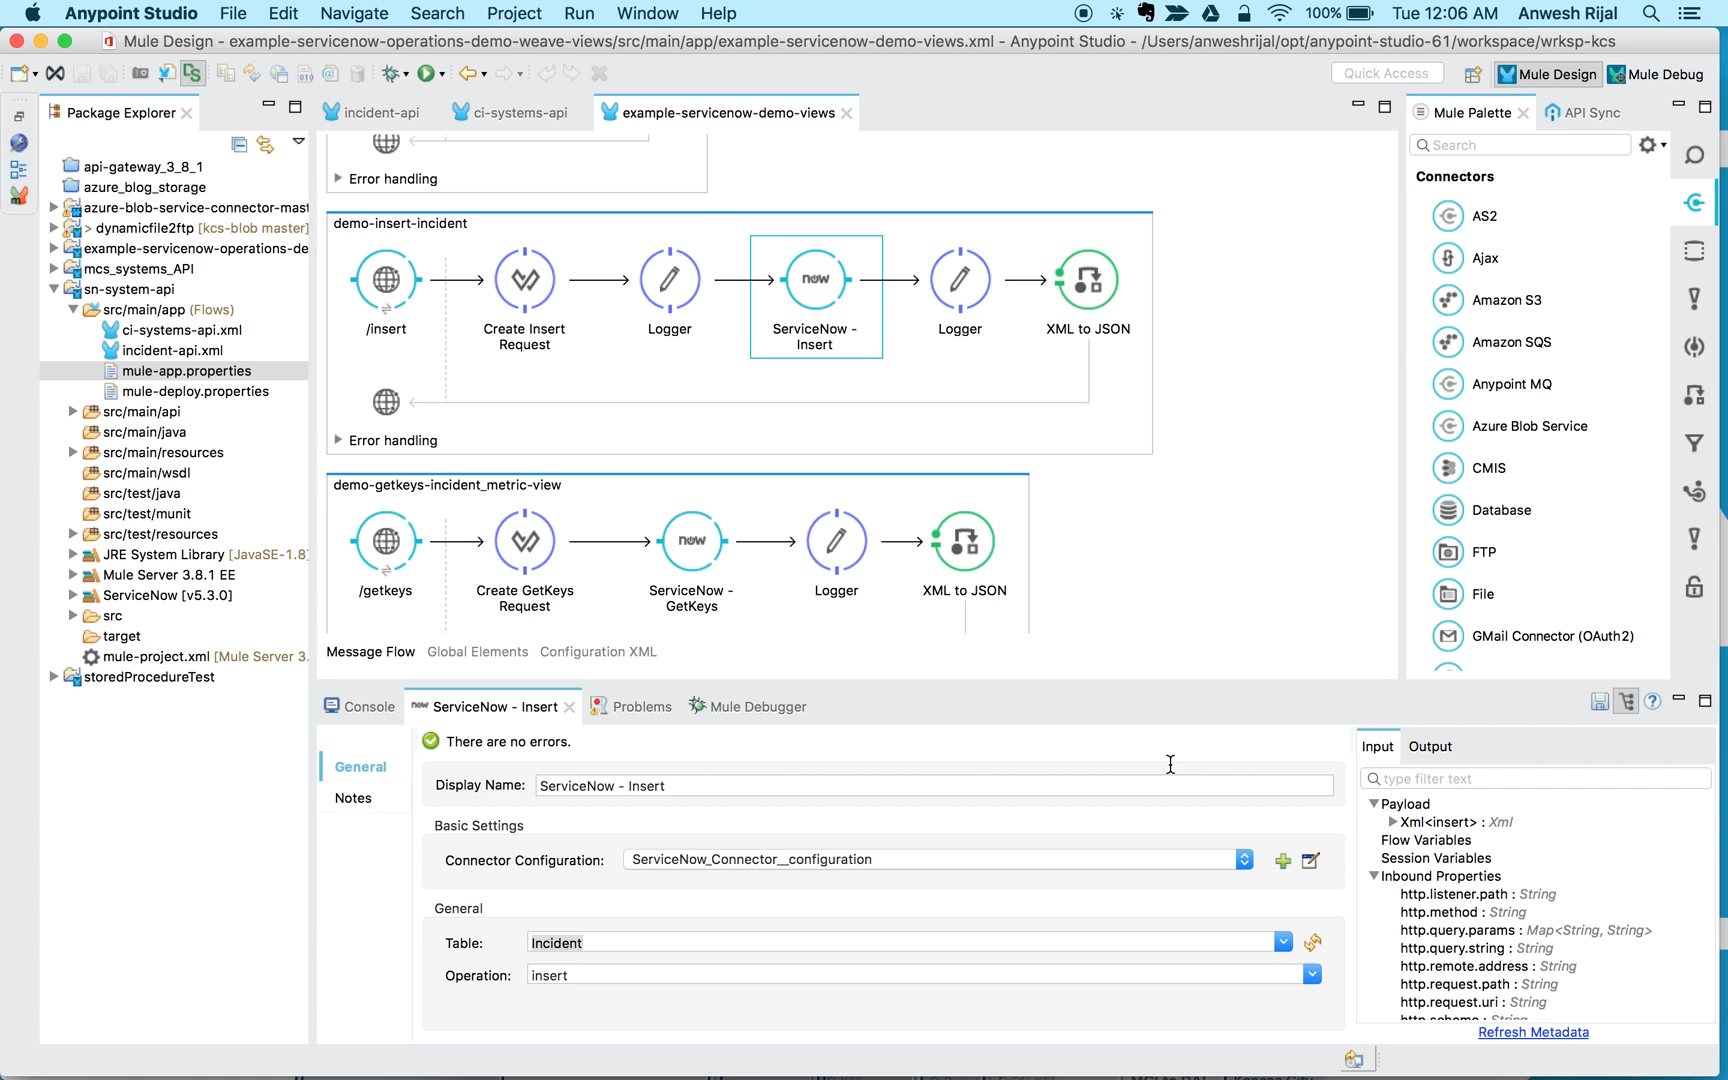 Anypoint Studio File Edit Navigate Search Project Run Window Help 100% Tue 12:06 AM Anwesh Rijal
Mule Design - example-servicenow-operations-demo-weave-views/src/main/app/example-servicenow-demo-views.xml - Anypoint Studio - /Users/anweshrijal/opt/anypoint-studio-61/workspace/wrksp-kcs
Quick Access Mule Design Mule Debug
Package Explorer
api-gateway_3_8_1
azure_blog_storage
azure-blob-service-connector-mast
> dynamicfile2ftp [kcs-blob master]
example-servicenow-operations-de
mcs_systems_API
sn-system-api
src/main/app (Flows)
ci-systems-api.xml
incident-api.xml
mule-app.properties
mule-deploy.properties
src/main/api
src/main/java
src/main/resources
src/main/wsdl
src/test/java
src/test/munit
src/test/resources
JRE System Library [JavaSE-1.8]
Mule Server 3.8.1 EE
ServiceNow [v5.3.0]
src
target
mule-project.xml [Mule Server 3.
storedProcedureTest
incident-api ci-systems-api example-servicenow-demo-views
Error handling
demo-insert-incident
now
/insert Create Insert Request Logger ServiceNow - Insert Logger XML to JSON
Error handling
demo-getkeys-incident_metric-view
now
/getkeys Create GetKeys Request ServiceNow - GetKeys Logger XML to JSON
Message Flow Global Elements Configuration XML
Mule Palette API Sync
Search
Connectors
AS2
Ajax
Amazon S3
Amazon SQS
Anypoint MQ
Azure Blob Service
CMIS
Database
FTP
File
GMail Connector (OAuth2)
Console now ServiceNow - Insert Problems Mule Debugger
There are no errors.
General
Notes
Display Name: ServiceNow - Insert
Basic Settings
Connector Configuration: ServiceNow_Connector__configuration
General
Table: Incident
Operation: insert
Input Output
type filter text
Payload
Xml<insert> : Xml
Flow Variables
Session Variables
Inbound Properties
http.listener.path : String
http.method : String
http.query.params : Map<String, String>
http.query.string : String
http.remote.address : String
http.request.path : String
http.request.uri : String
Refresh Metadata